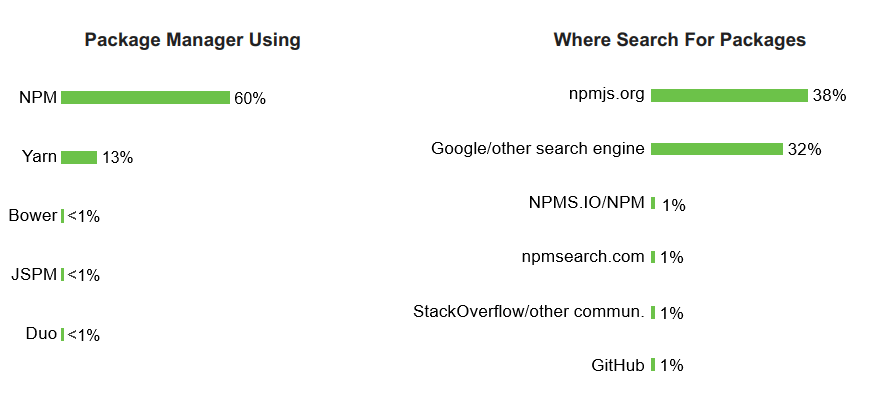 Package Manager Using
NPM 60%
Yarn 13%
Bower <1%
JSPM <1%
Duo <1%
Where Search For Packages
npmjs.org 38%
Google/other search engine 32%
NPMS.IO/NPM 1%
npmsearch.com 1%
StackOverflow/other commun. 1%
GitHub 1%